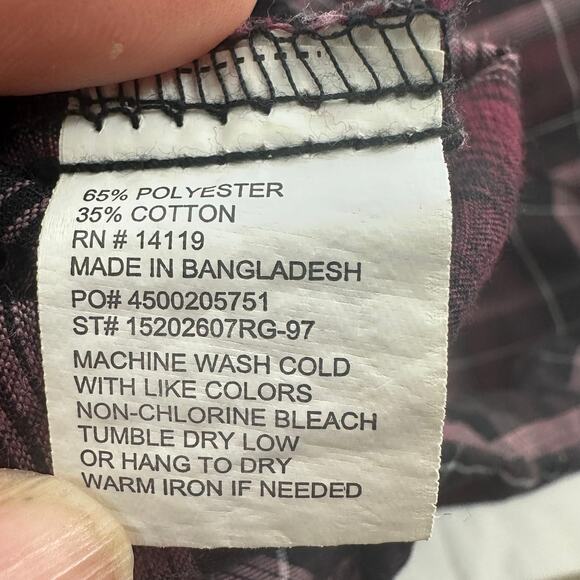 65% POLYESTER
35% COTTON
RN # 14119
MADE IN BANGLADESH
PO# 4500205751
ST# 15202607RG-97
MACHINE WASH COLD
WITH LIKE COLORS
NON-CHLORINE BLEACH
TUMBLE DRY LOW
OR HANG TO DRY
WARM IRON IF NEEDED